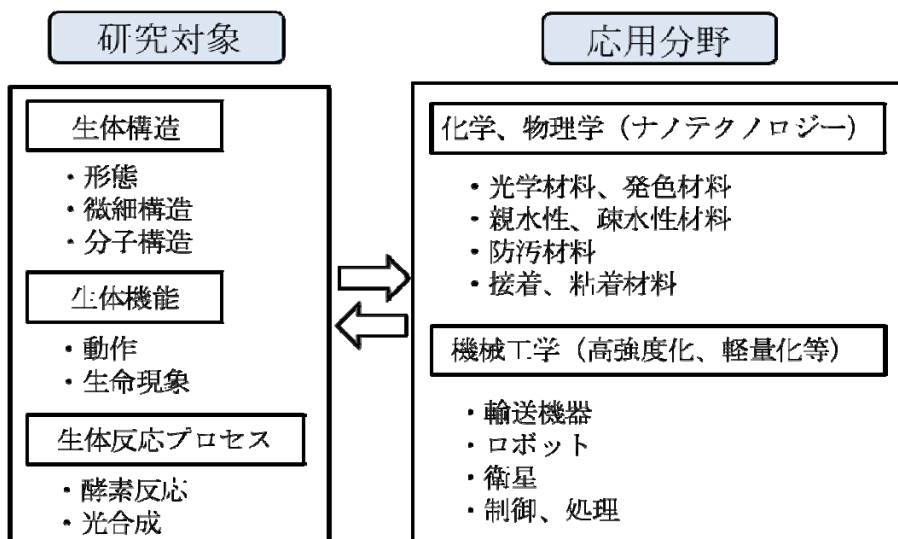 研究対象
生体構造
・形態
・微細構造
・分子構造
生体機能
・動作
・生命現象
生体反応プロセス
・酵素反応
・光合成
応用分野
化学、物理学（ナノテクノロジー）
・光学材料、発色材料
・親水性、疎水性材料
・防汚材料
・接着、粘着材料
機械工学（高強度化、軽量化等）
・輸送機器
・ロボット
・衛星
・制御、処理